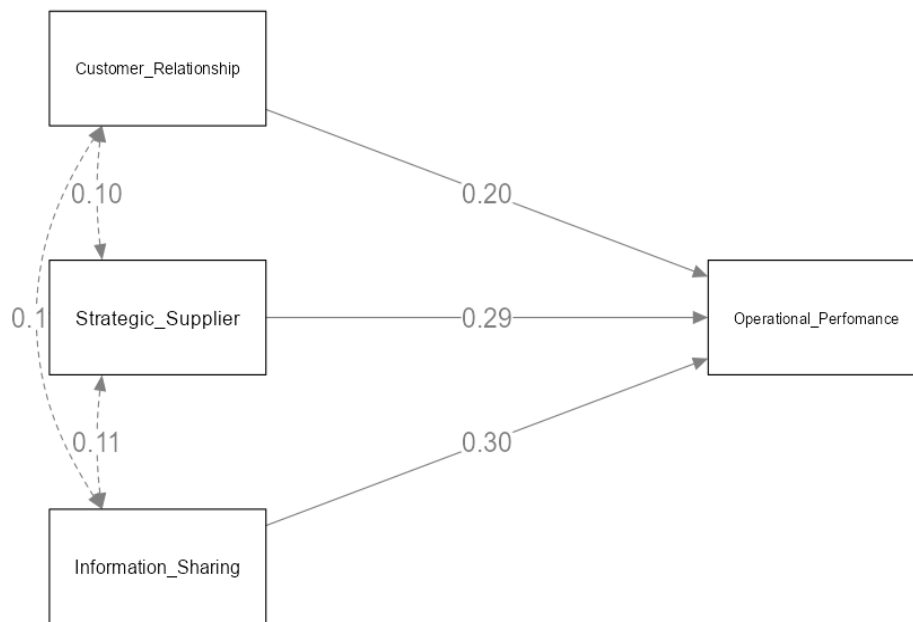 Customer_Relationship
0.10
0.20
Strategic_Supplier
0.1
0.29
Operational_Perfomance
0.11
0.30
Information_Sharing